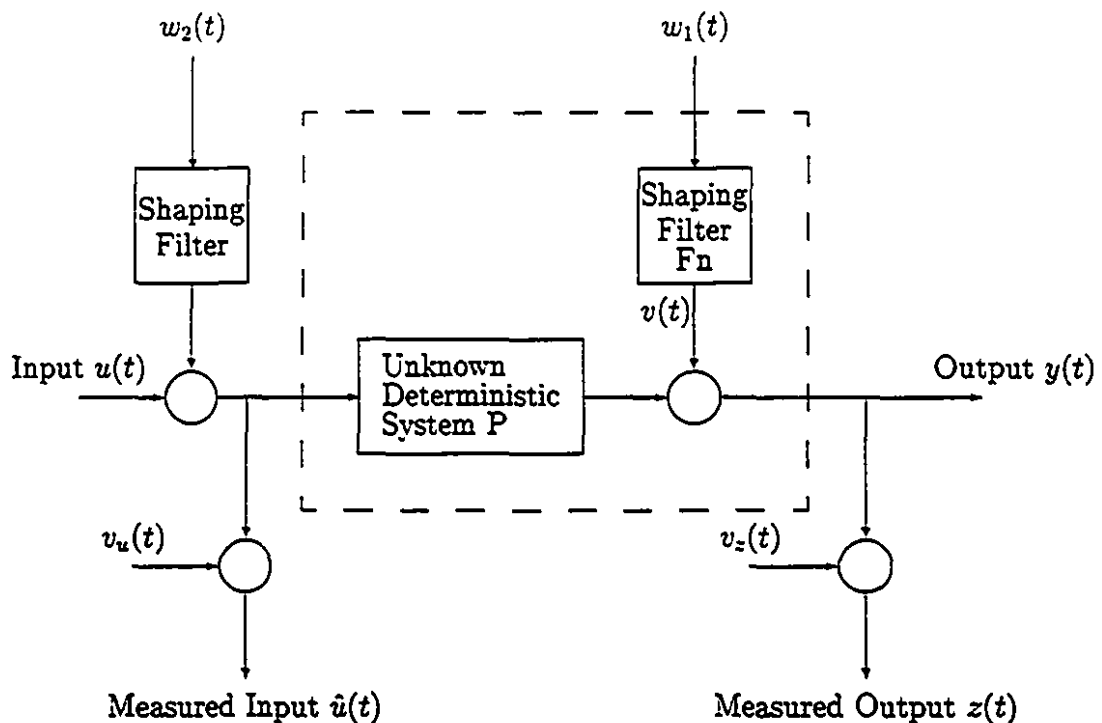 w₂(t)
w₁(t)
Shaping
Filter
Shaping
Filter
Fn
v(t)
Input u(t)
Unknown
Deterministic
System P
Output y(t)
vᵤ(t)
v_z(t)
Measured Input û(t)
Measured Output z(t)